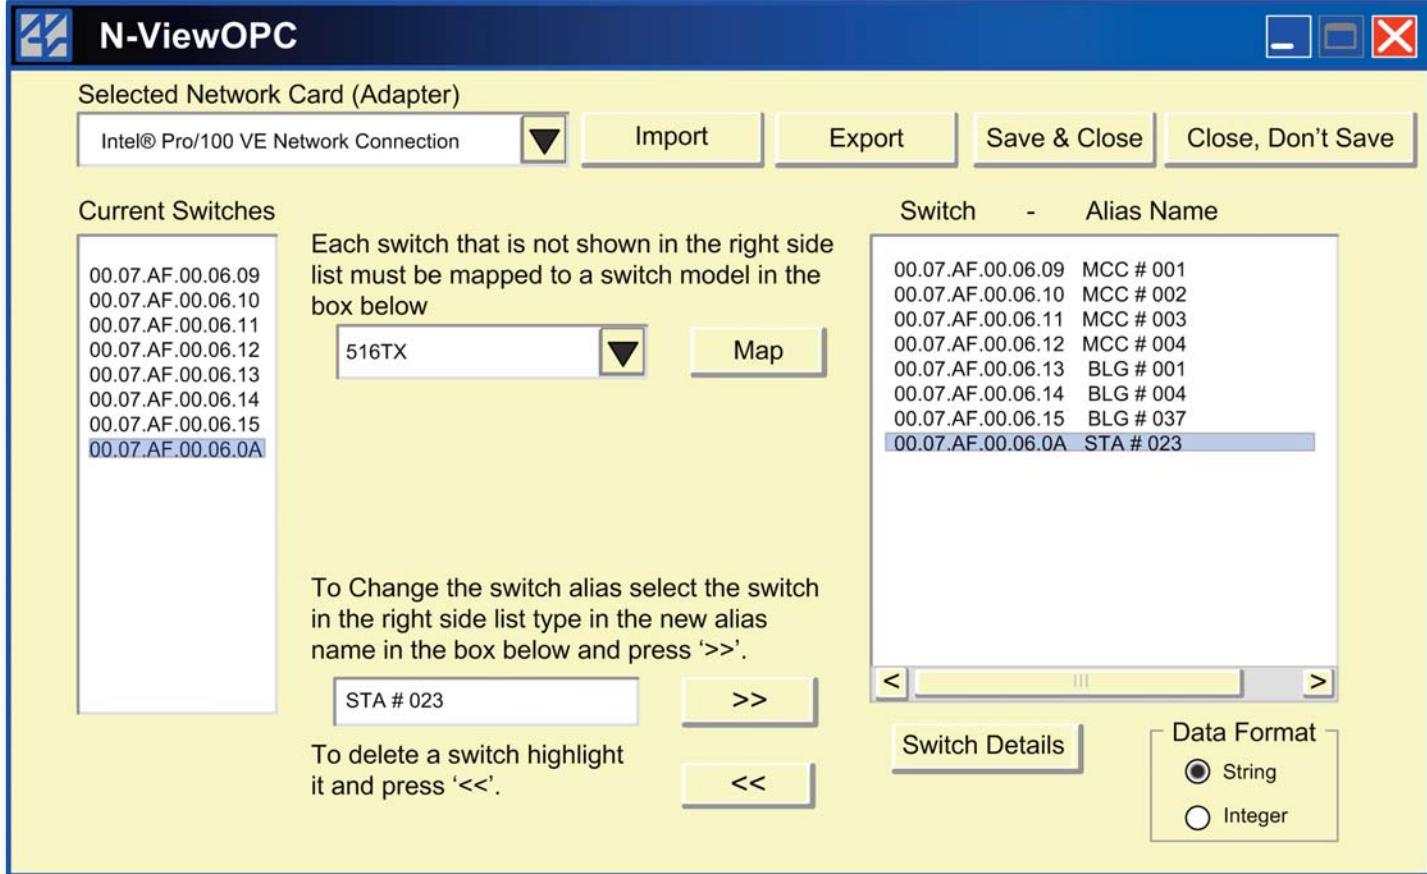 N-ViewOPC
Selected Network Card (Adapter)
Intel® Pro/100 VE Network Connection
Import
Export
Save & Close
Close, Don't Save
Current Switches
00.07.AF.00.06.09
00.07.AF.00.06.10
00.07.AF.00.06.11
00.07.AF.00.06.12
00.07.AF.00.06.13
00.07.AF.00.06.14
00.07.AF.00.06.15
00.07.AF.00.06.0A
Each switch that is not shown in the right side
list must be mapped to a switch model in the
box below
516TX
Map
To Change the switch alias select the switch
in the right side list type in the new alias
name in the box below and press ‘>>’.
STA # 023
>>
To delete a switch highlight
it and press ‘<<’.
<<
Switch - Alias Name
00.07.AF.00.06.09 MCC # 001
00.07.AF.00.06.10 MCC # 002
00.07.AF.00.06.11 MCC # 003
00.07.AF.00.06.12 MCC # 004
00.07.AF.00.06.13 BLG # 001
00.07.AF.00.06.14 BLG # 004
00.07.AF.00.06.15 BLG # 037
00.07.AF.00.06.0A STA # 023
< >
Switch Details
Data Format
String
Integer